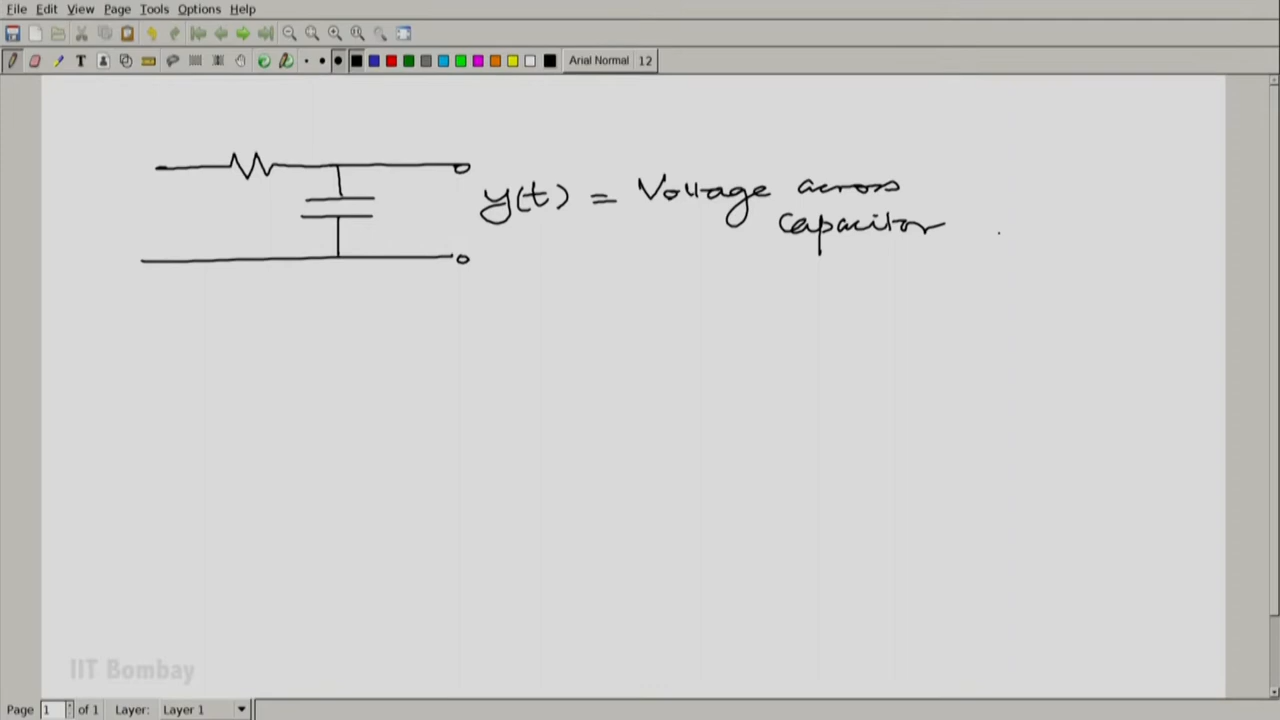 File Edit View Page Tools Options Help
Arial Normal 12
y(t) = Voltage across
capacitor
IIT Bombay
Page 1 of 1 Layer: Layer 1